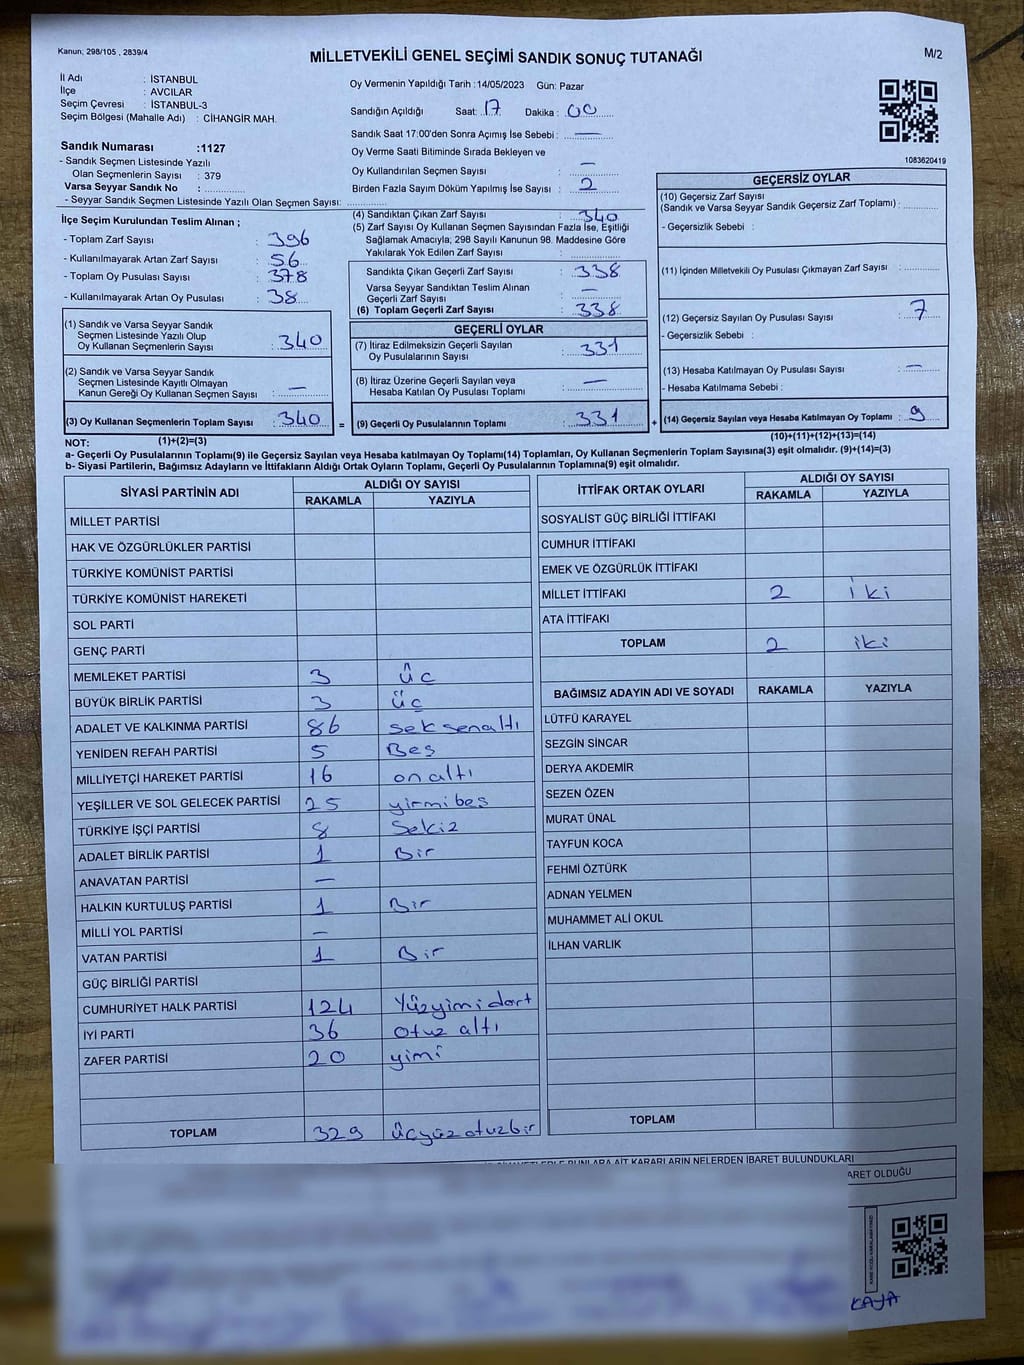 Kanun; 298/105 , 2839/4
MİLLETVEKİLİ GENEL SEÇİMİ SANDIK SONUÇ TUTANAĞI
M/2
İl Adı : İSTANBUL
İlçe : AVCILAR
Seçim Çevresi : İSTANBUL-3
Seçim Bölgesi (Mahalle Adı) : CİHANGİR MAH.
Oy Vermenin Yapıldığı Tarih :14/05/2023 Gün: Pazar
Sandığın Açıldığı Saat: 17 Dakika : 00
Sandık Saat 17:00'den Sonra Açımış İse Sebebi : —
Oy Verme Saati Bitiminde Sırada Bekleyen ve
Oy Kullandırılan Seçmen Sayısı : —
Birden Fazla Sayım Döküm Yapılmış İse Sayısı : 2
1083620419
Sandık Numarası :1127
- Sandık Seçmen Listesinde Yazılı
Olan Seçmenlerin Sayısı : 379
Varsa Seyyar Sandık No :
- Seyyar Sandık Seçmen Listesinde Yazılı Olan Seçmen Sayısı:
İlçe Seçim Kurulundan Teslim Alınan ;
- Toplam Zarf Sayısı : 396
- Kullanılmayarak Artan Zarf Sayısı : 56
- Toplam Oy Pusulası Sayısı : 378
- Kullanılmayarak Artan Oy Pusulası : 38
(1) Sandık ve Varsa Seyyar Sandık
Seçmen Listesinde Yazılı Olup
Oy Kullanan Seçmenlerin Sayısı : 340
(2) Sandık ve Varsa Seyyar Sandık
Seçmen Listesinde Kayıtlı Olmayan
Kanun Gereği Oy Kullanan Seçmen Sayısı : —
(3) Oy Kullanan Seçmenlerin Toplam Sayısı : 340 =
(4) Sandıktan Çıkan Zarf Sayısı : 340
(5) Zarf Sayısı Oy Kullanan Seçmen Sayısından Fazla İse, Eşitliği
Sağlamak Amacıyla; 298 Sayılı Kanunun 98. Maddesine Göre
Yakılarak Yok Edilen Zarf Sayısı :
Sandıkta Çıkan Geçerli Zarf Sayısı : 338
Varsa Seyyar Sandıktan Teslim Alınan
Geçerli Zarf Sayısı : —
(6) Toplam Geçerli Zarf Sayısı : 338
GEÇERLİ OYLAR
(7) İtiraz Edilmeksizin Geçerli Sayılan
Oy Pusulalarının Sayısı : 331
(8) İtiraz Üzerine Geçerli Sayılan veya
Hesaba Katılan Oy Pusulası Toplamı : —
(9) Geçerli Oy Pusulalarının Toplamı : 331 +
GEÇERSİZ OYLAR
(10) Geçersiz Zarf Sayısı
(Sandık ve Varsa Seyyar Sandık Geçersiz Zarf Toplamı) :
- Geçersizlik Sebebi :
(11) İçinden Milletvekili Oy Pusulası Çıkmayan Zarf Sayısı :
(12) Geçersiz Sayılan Oy Pusulası Sayısı : 7
- Geçersizlik Sebebi :
(13) Hesaba Katılmayan Oy Pusulası Sayısı : —
- Hesaba Katılmama Sebebi :
(14) Geçersiz Sayılan veya Hesaba Katılmayan Oy Toplamı : 9
NOT: (1)+(2)=(3)
(10)+(11)+(12)+(13)=(14)
a- Geçerli Oy Pusulalarının Toplamı(9) ile Geçersiz Sayılan veya Hesaba katılmayan Oy Toplamı(14) Toplamları, Oy Kullanan Seçmenlerin Toplam Sayısına(3) eşit olmalıdır. (9)+(14)=(3)
b- Siyasi Partilerin, Bağımsız Adayların ve İttifakların Aldığı Ortak Oyların Toplamı, Geçerli Oy Pusulalarının Toplamına(9) eşit olmalıdır.
SİYASİ PARTİNİN ADI ALDIĞI OY SAYISI
RAKAMLA YAZIYLA
MİLLET PARTİSİ
HAK VE ÖZGÜRLÜKLER PARTİSİ
TÜRKİYE KOMÜNİST PARTİSİ
TÜRKİYE KOMÜNİST HAREKETİ
SOL PARTİ
GENÇ PARTİ
MEMLEKET PARTİSİ 3 üc
BÜYÜK BİRLİK PARTİSİ 3 üç
ADALET VE KALKINMA PARTİSİ 86 seksenaltı
YENİDEN REFAH PARTİSİ 5 Bes
MİLLİYETÇİ HAREKET PARTİSİ 16 onaltı
YEŞİLLER VE SOL GELECEK PARTİSİ 25 yirmibes
TÜRKİYE İŞÇİ PARTİSİ 8 Sekiz
ADALET BİRLİK PARTİSİ 1 Bir
ANAVATAN PARTİSİ —
HALKIN KURTULUŞ PARTİSİ 1 Bir
MİLLİ YOL PARTİSİ —
VATAN PARTİSİ 1 Bir
GÜÇ BİRLİĞİ PARTİSİ
CUMHURİYET HALK PARTİSİ 124 Yüzyimidört
İYİ PARTİ 36 otuz altı
ZAFER PARTİSİ 20 yimi
TOPLAM 329 üçyüzotuzbir
İTTİFAK ORTAK OYLARI ALDIĞI OY SAYISI
RAKAMLA YAZIYLA
SOSYALİST GÜÇ BİRLİĞİ İTTİFAKI
CUMHUR İTTİFAKI
EMEK VE ÖZGÜRLÜK İTTİFAKI
MİLLET İTTİFAKI 2 iki
ATA İTTİFAKI
TOPLAM 2 iki
BAĞIMSIZ ADAYIN ADI VE SOYADI RAKAMLA YAZIYLA
LÜTFÜ KARAYEL
SEZGİN SİNCAR
DERYA AKDEMİR
SEZEN ÖZEN
MURAT ÜNAL
TAYFUN KOCA
FEHMİ ÖZTÜRK
ADNAN YELMEN
MUHAMMET ALİ OKUL
İLHAN VARLIK
TOPLAM
BUNLARA AİT KARARLARIN NELERDEN İBARET BULUNDUKLARI
ARET OLDUĞU
KAYA